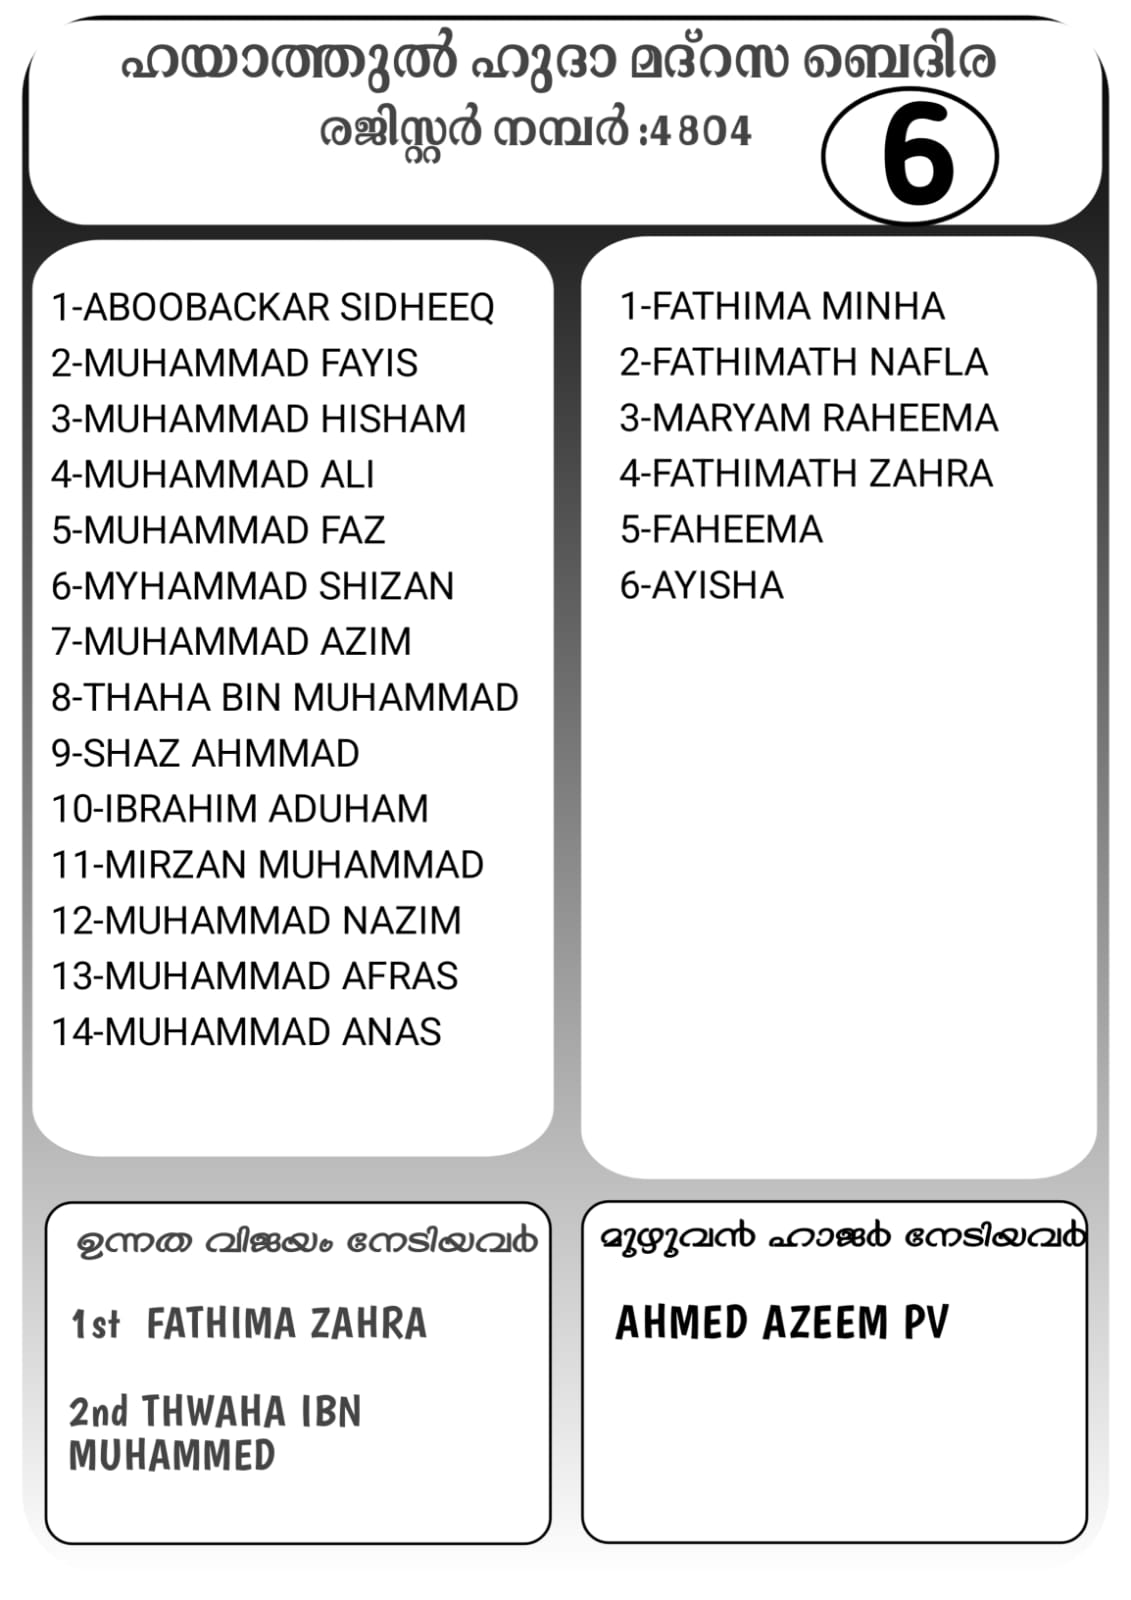 ഹയാത്തുൽ ഹുദാ മദ്റസ ബെദിര
രജിസ്റ്റർ നമ്പർ :4804
6
1-ABOOBACKAR SIDHEEQ
2-MUHAMMAD FAYIS
3-MUHAMMAD HISHAM
4-MUHAMMAD ALI
5-MUHAMMAD FAZ
6-MYHAMMAD SHIZAN
7-MUHAMMAD AZIM
8-THAHA BIN MUHAMMAD
9-SHAZ AHMMAD
10-IBRAHIM ADUHAM
11-MIRZAN MUHAMMAD
12-MUHAMMAD NAZIM
13-MUHAMMAD AFRAS
14-MUHAMMAD ANAS
1-FATHIMA MINHA
2-FATHIMATH NAFLA
3-MARYAM RAHEEMA
4-FATHIMATH ZAHRA
5-FAHEEMA
6-AYISHA
ഉന്നത വിജയം നേടിയവർ
1st FATHIMA ZAHRA
2nd THWAHA IBN
MUHAMMED
മുഴുവൻ ഹാജർ നേടിയവർ
AHMED AZEEM PV